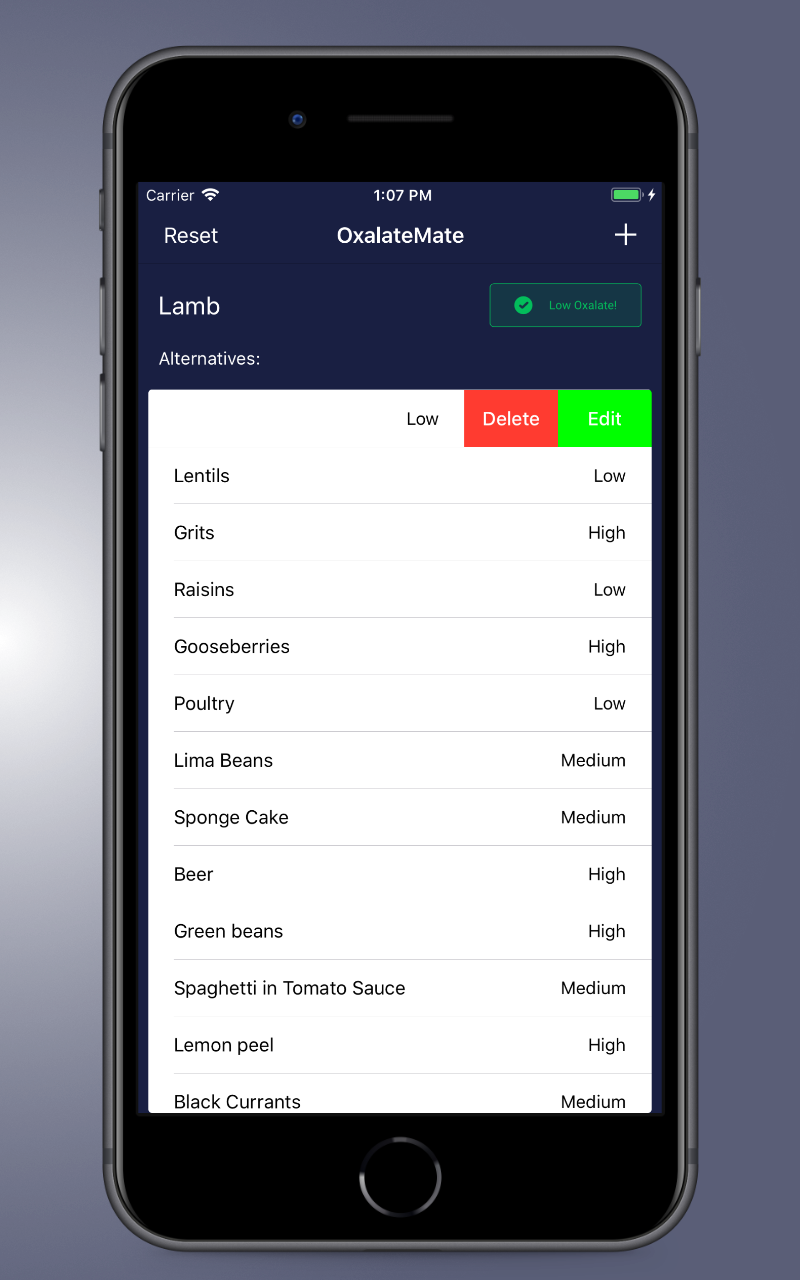 Carrier 1:07 PM
Reset OxalateMate +
Lamb Low Oxalate!
Alternatives:
Low Delete Edit
Lentils Low
Grits High
Raisins Low
Gooseberries High
Poultry Low
Lima Beans Medium
Sponge Cake Medium
Beer High
Green beans High
Spaghetti in Tomato Sauce Medium
Lemon peel High
Black Currants Medium